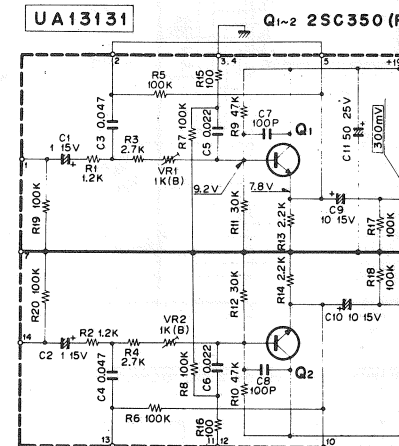 UA13131
Q1~2 2SC350 (
2
3.4
5
+19
R5
100K
R15
100
C3 0.047
R7 100K
C5 0.022
R9 47K
C7
100P
Q1
C11 50 25V
300mV
C1
1 15V
+
R3
2.7K
R1
1.2K
VR1
1K(B)
1
9.2V
7.8V
R19 100K
R11 30K
R13 2.2K
+
C9
10 15V
R17
100K
7
R20 100K
R12 30K
R14 2.2K
R18
100K
VR2
1K(B)
C10 10 15V
+
14
R2 1.2K
+
C2 1 15V
R4
2.7K
C4 0.047
R8 100K
C6 0.022
R10 47K
C8
100P
Q2
R6 100K
R16
100
13
11
12
10